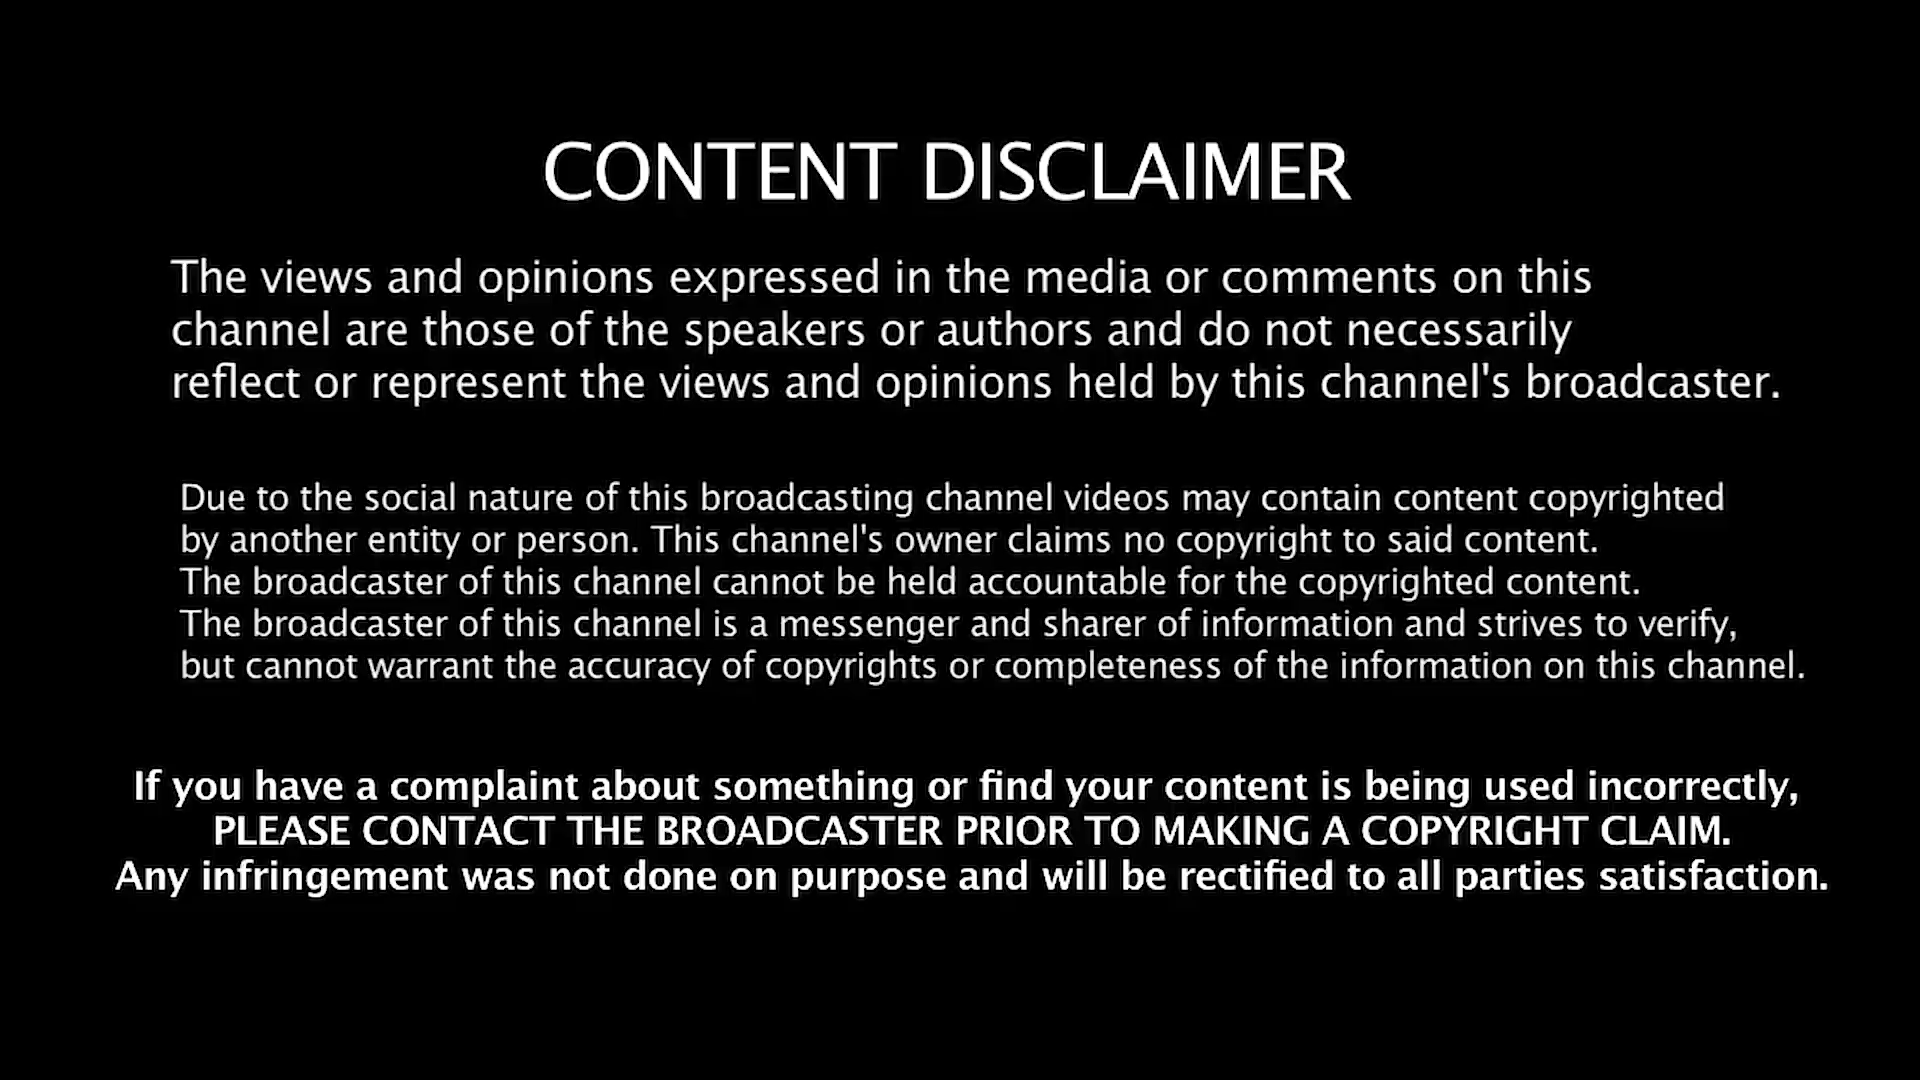 CONTENT DISCLAIMER
The views and opinions expressed in the media or comments on this
channel are those of the speakers or authors and do not necessarily
reflect or represent the views and opinions held by this channel's broadcaster.
Due to the social nature of this broadcasting channel videos may contain content copyrighted
by another entity or person. This channel's owner claims no copyright to said content.
The broadcaster of this channel cannot be held accountable for the copyrighted content.
The broadcaster of this channel is a messenger and sharer of information and strives to verify,
but cannot warrant the accuracy of copyrights or completeness of the information on this channel.
If you have a complaint about something or find your content is being used incorrectly,
PLEASE CONTACT THE BROADCASTER PRIOR TO MAKING A COPYRIGHT CLAIM.
Any infringement was not done on purpose and will be rectified to all parties satisfaction.